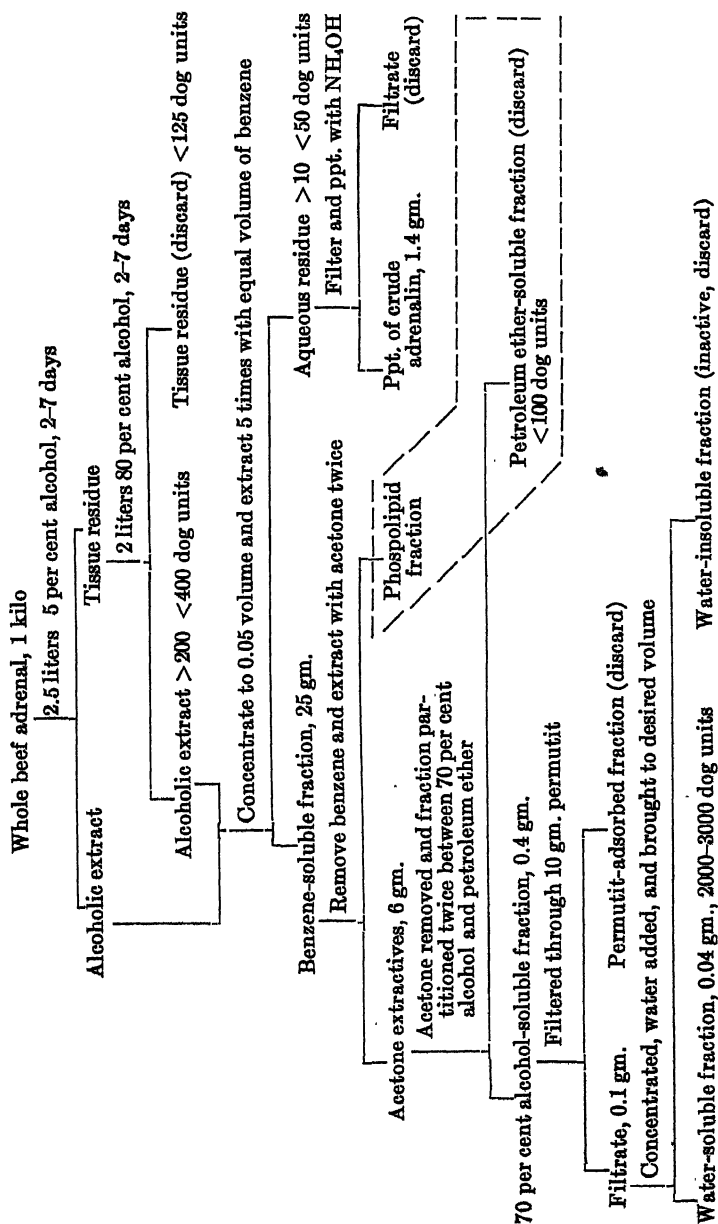 Whole beef adrenal, 1 kilo
2.5 liters 5 per cent alcohol, 2–7 days
Alcoholic extract
Tissue residue
2 liters 80 per cent alcohol, 2–7 days
Alcoholic extract >200 <400 dog units
Tissue residue (discard) <125 dog units
Concentrate to 0.05 volume and extract 5 times with equal volume of benzene
Benzene-soluble fraction, 25 gm.
Aqueous residue >10 <50 dog units
Remove benzene and extract with acetone twice
Filter and ppt. with NH₄OH
Ppt. of crude
adrenalin, 1.4 gm.
Filtrate
(discard)
Acetone extractives, 6 gm.
Phospolipid
fraction
Acetone removed and fraction par-
titioned twice between 70 per cent
alcohol and petroleum ether
70 per cent alcohol-soluble fraction, 0.4 gm.
Petroleum ether-soluble fraction (discard)
<100 dog units
Filtered through 10 gm. permutit
Filtrate, 0.1 gm.
Permutit-adsorbed fraction (discard)
Concentrated, water added, and brought to desired volume
Water-soluble fraction, 0.04 gm., 2000–3000 dog units
Water-insoluble fraction (inactive, discard)